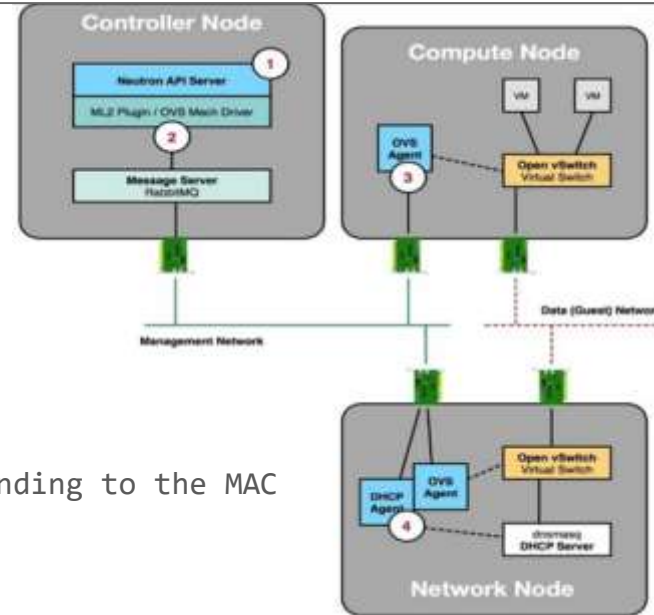 Controller Node
1
Neutron API Server
ML2 Plugin / OVS Mech Driver
2
Message Server
RabbitMQ
Compute Node
VM
VM
OVS
Agent
3
Open vSwitch
Virtual Switch
Management Network
Data (Guest) Networ
nding to the MAC
DHCP
Agent
4
OVS
Agent
Open vSwitch
Virtual Switch
dnsmasq
DHCP Server
Network Node